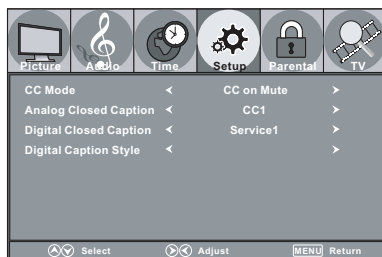 Picture Audio Time Setup Parental TV
CC Mode CC on Mute
Analog Closed Caption CC1
Digital Closed Caption Service1
Digital Caption Style
Select Adjust MENU Return